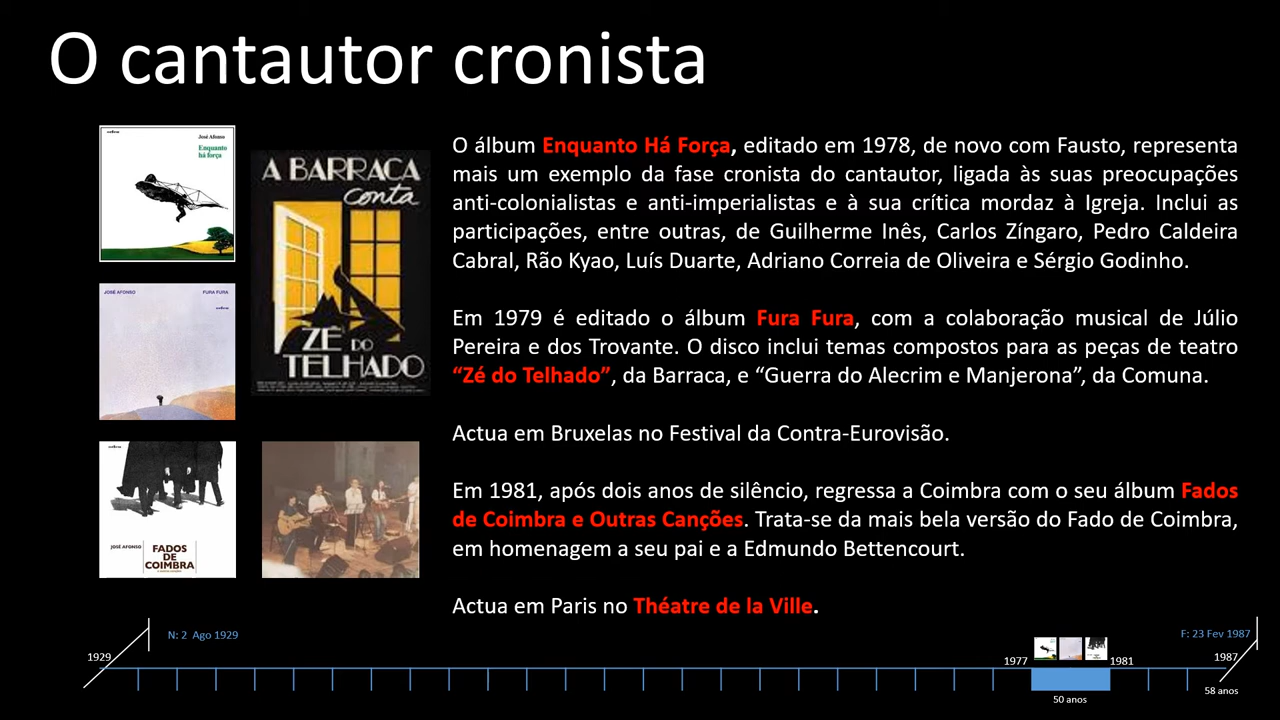 O cantautor cronista
José Afonso
Enquanto
há força
A BARRACA
conta
ZÉ DO
TELHADO
JOSÉ AFONSO
FURA FURA
JOSÉ AFONSO
FADOS
DE
COIMBRA
O álbum Enquanto Há Força, editado em 1978, de novo com Fausto, representa
mais um exemplo da fase cronista do cantautor, ligada às suas preocupações
anti-colonialistas e anti-imperialistas e à sua crítica mordaz à Igreja. Inclui as
participações, entre outras, de Guilherme Inês, Carlos Zíngaro, Pedro Caldeira
Cabral, Rão Kyao, Luís Duarte, Adriano Correia de Oliveira e Sérgio Godinho.
Em 1979 é editado o álbum Fura Fura, com a colaboração musical de Júlio
Pereira e dos Trovante. O disco inclui temas compostos para as peças de teatro
“Zé do Telhado”, da Barraca, e “Guerra do Alecrim e Manjerona”, da Comuna.
Actua em Bruxelas no Festival da Contra-Eurovisão.
Em 1981, após dois anos de silêncio, regressa a Coimbra com o seu álbum Fados
de Coimbra e Outras Canções. Trata-se da mais bela versão do Fado de Coimbra,
em homenagem a seu pai e a Edmundo Bettencourt.
Actua em Paris no Théatre de la Ville.
N: 2 Ago 1929
F: 23 Fev 1987
1929
1977
1981
1987
58 anos
50 anos